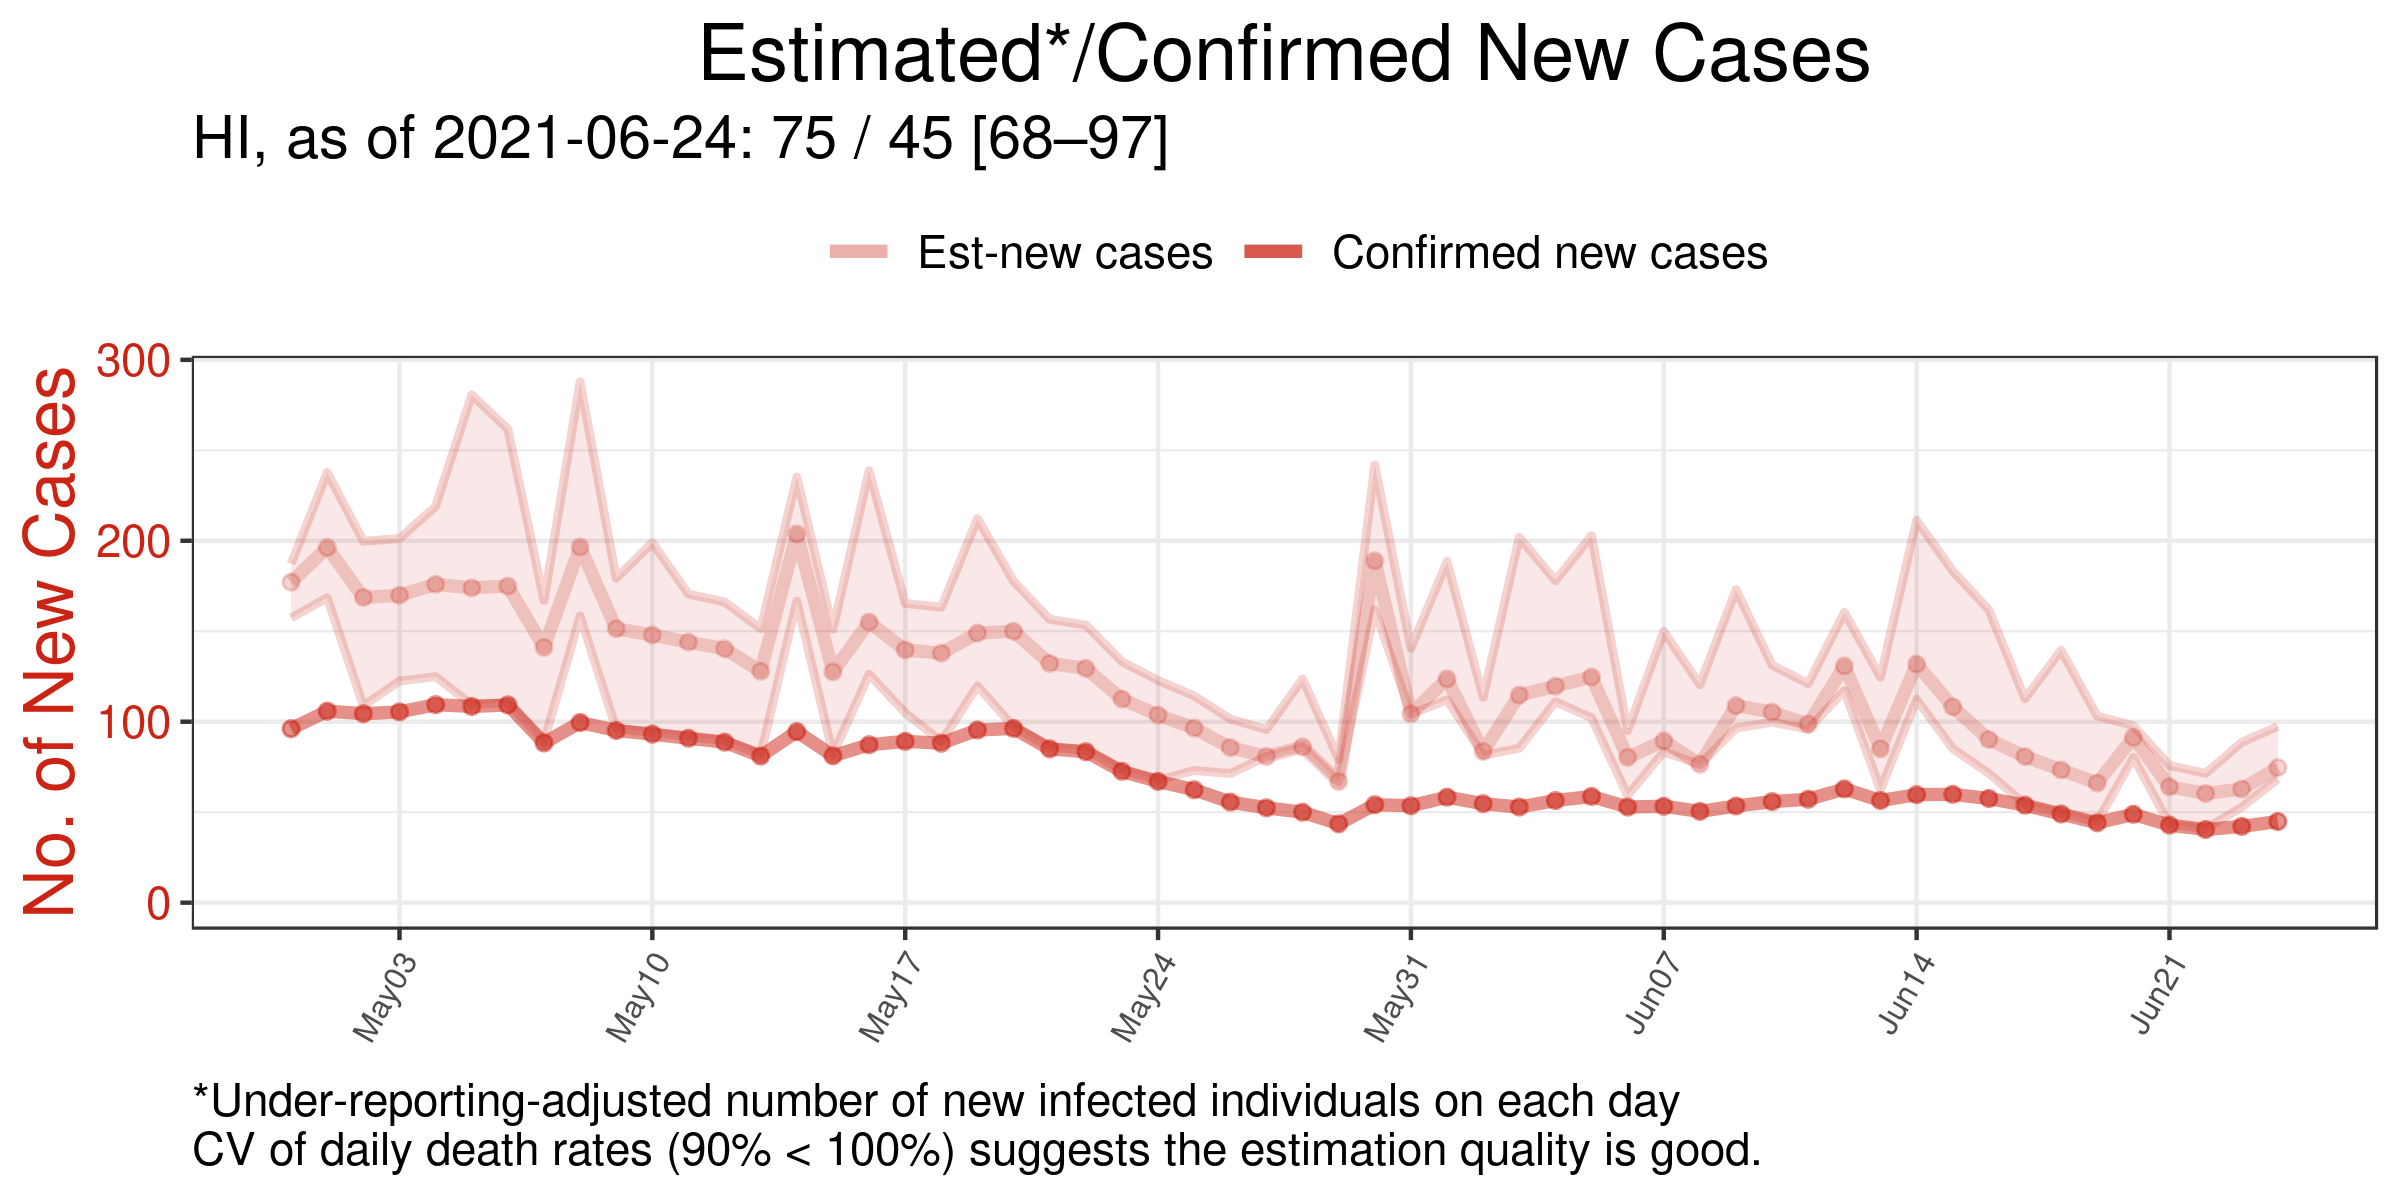 Estimated*/Confirmed New Cases
HI, as of 2021-06-24: 75 / 45 [68–97]
Est-new cases
Confirmed new cases
No. of New Cases
300
200
100
0
May03
May10
May17
May24
May31
Jun07
Jun14
Jun21
*Under-reporting-adjusted number of new infected individuals on each day
CV of daily death rates (90% < 100%) suggests the estimation quality is good.